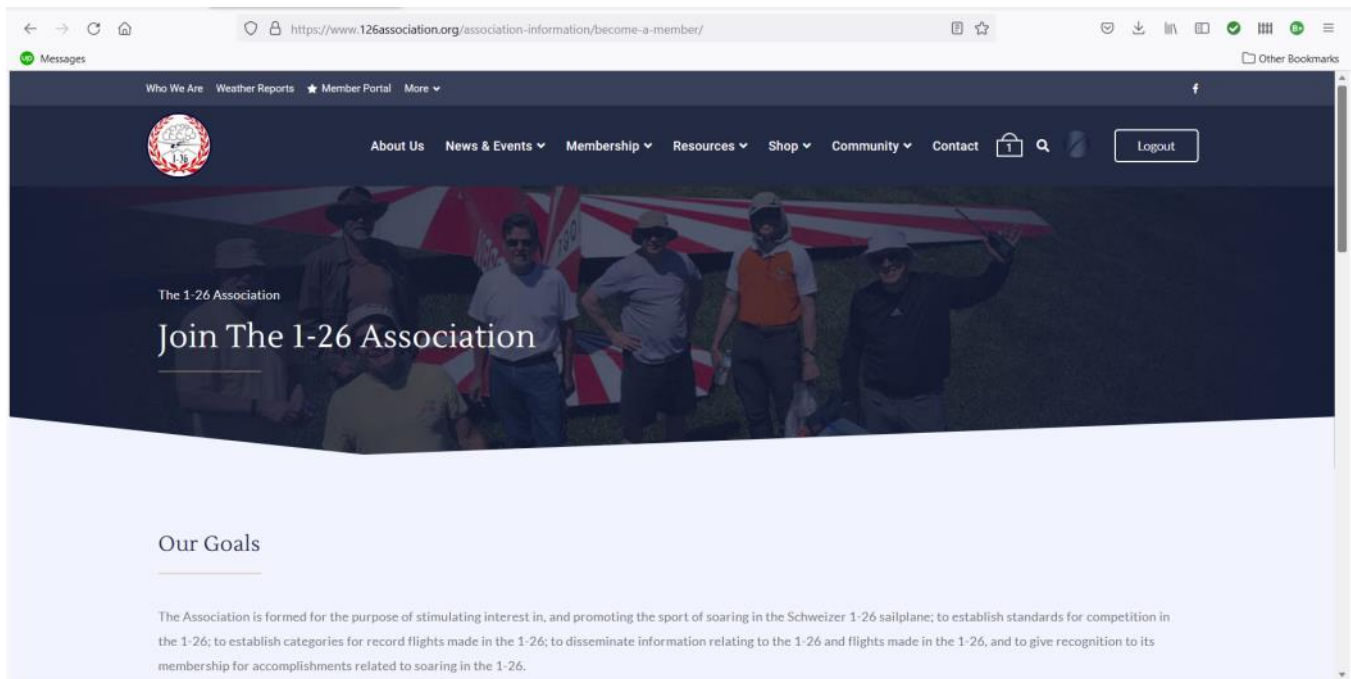 https://www.126association.org/association-information/become-a-member/
Messages
Other Bookmarks
Who We Are Weather Reports Member Portal More
1-26
About Us News & Events Membership Resources Shop Community Contact 1 Logout
The 1-26 Association
Join The 1-26 Association
Our Goals
The Association is formed for the purpose of stimulating interest in, and promoting the sport of soaring in the Schweizer 1-26 sailplane; to establish standards for competition in
the 1-26; to establish categories for record flights made in the 1-26; to disseminate information relating to the 1-26 and flights made in the 1-26, and to give recognition to its
membership for accomplishments related to soaring in the 1-26.